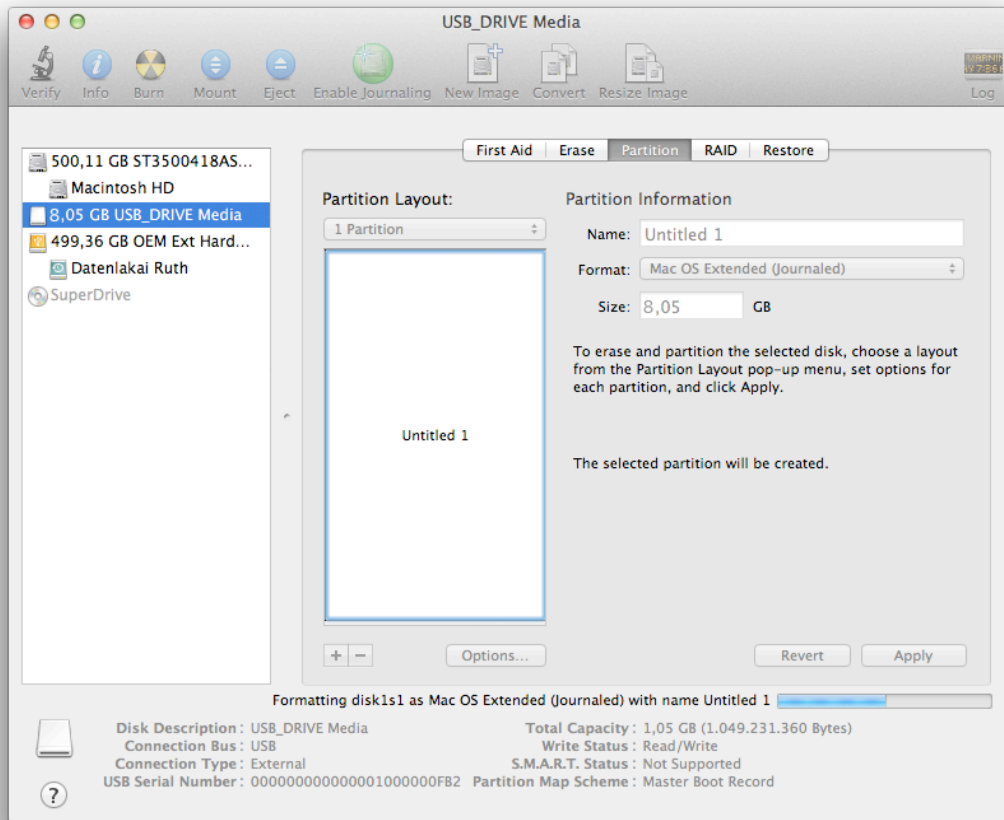 USB_DRIVE Media
Verify Info Burn Mount Eject Enable Journaling New Image Convert Resize Image Log
500,11 GB ST3500418AS...
Macintosh HD
8,05 GB USB_DRIVE Media
499,36 GB OEM Ext Hard...
Datenlakai Ruth
SuperDrive
First Aid Erase Partition RAID Restore
Partition Layout:
1 Partition
Untitled 1
+ − Options...
Partition Information
Name: Untitled 1
Format: Mac OS Extended (Journaled)
Size: 8,05 GB
To erase and partition the selected disk, choose a layout
from the Partition Layout pop-up menu, set options for
each partition, and click Apply.
The selected partition will be created.
Revert Apply
Formatting disk1s1 as Mac OS Extended (Journaled) with name Untitled 1
Disk Description : USB_DRIVE Media
Connection Bus : USB
Connection Type : External
USB Serial Number : 000000000000001000000FB2
Total Capacity : 1,05 GB (1.049.231.360 Bytes)
Write Status : Read/Write
S.M.A.R.T. Status : Not Supported
Partition Map Scheme : Master Boot Record
?